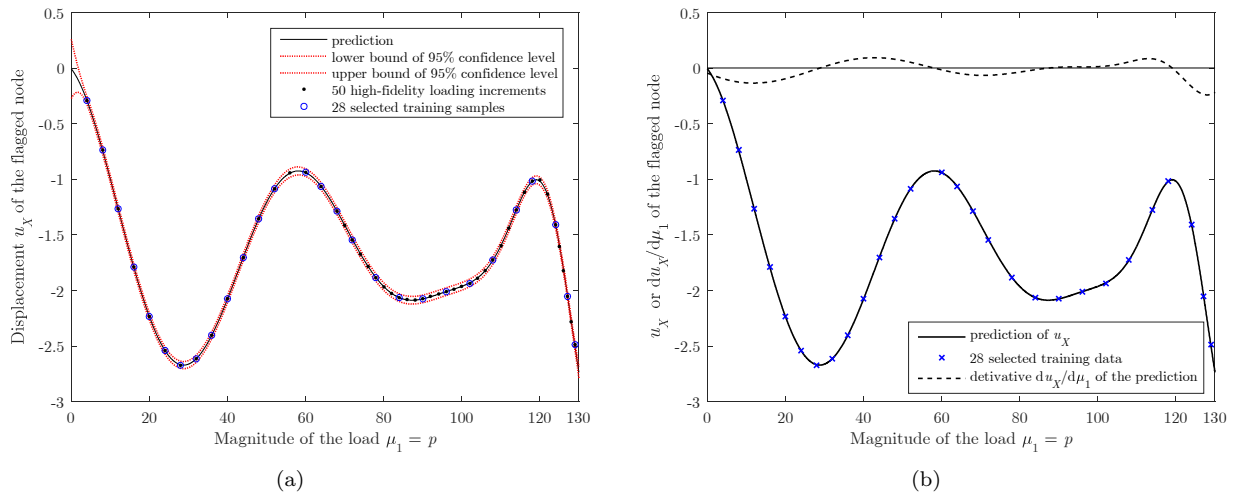 0.5
0
-0.5
-1
-1.5
-2
-2.5
-3
0
20
40
60
80
100
120
130
Displacement u_X of the flagged node
Magnitude of the load μ_1 = p
prediction
lower bound of 95% confidence level
upper bound of 95% confidence level
50 high-fidelity loading increments
28 selected training samples
(a)
0.5
0
-0.5
-1
-1.5
-2
-2.5
-3
0
20
40
60
80
100
120
130
u_X or du_X/dμ_1 of the flagged node
Magnitude of the load μ_1 = p
prediction of u_X
28 selected training data
detivative du_X/dμ_1 of the prediction
(b)